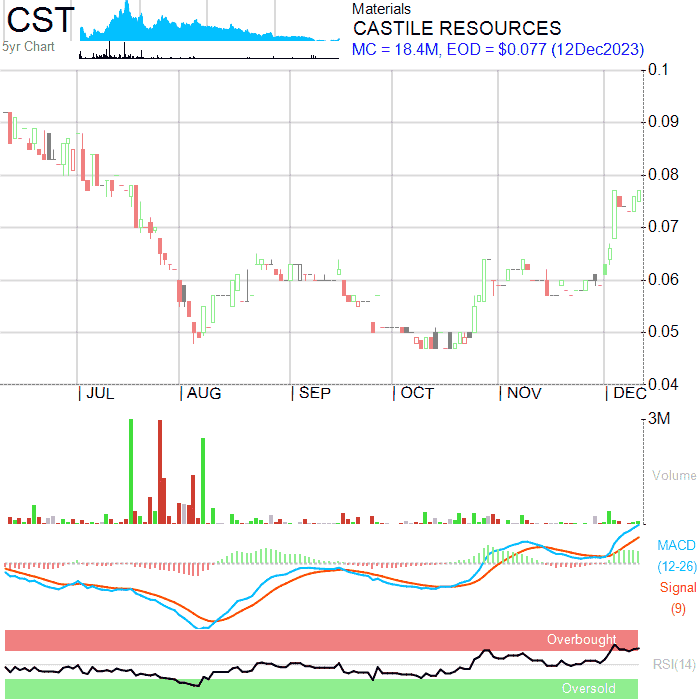 CST
5yr Chart
Materials
CASTILE RESOURCES
MC = 18.4M, EOD = $0.077 (12Dec2023)
0.1
0.09
0.08
0.07
0.06
0.05
0.04
JUL AUG SEP OCT NOV DEC
3M
Volume
MACD
(12-26)
Signal
(9)
Overbought
RSI(14)
Oversold